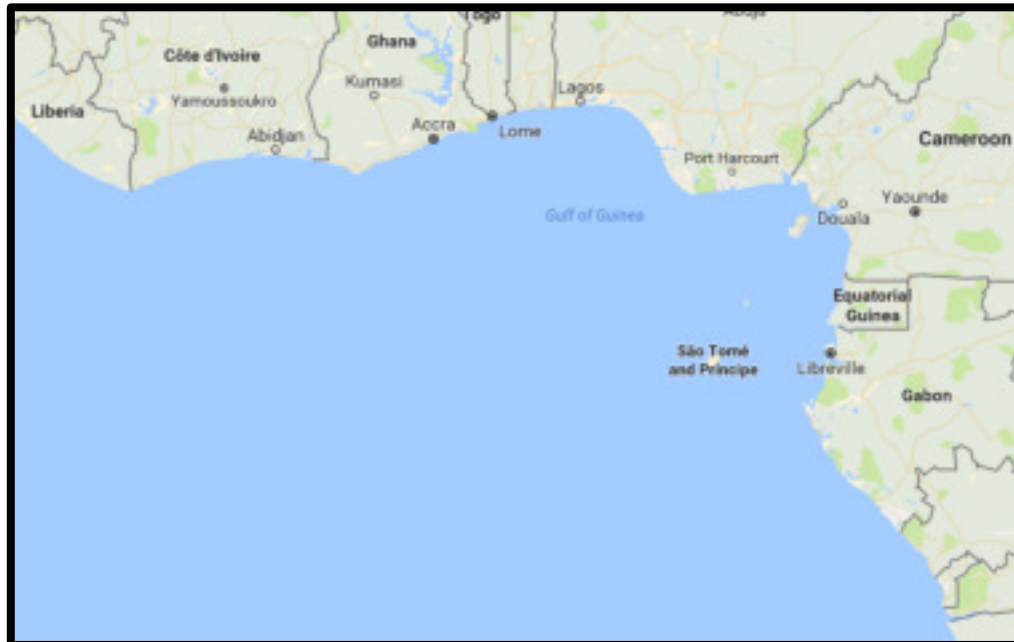 Togo
Abuja
Ghana
Côte d'Ivoire
Kumasi
Lagos
Yamoussoukro
Liberia
Accra
Lome
Abidjan
Cameroon
Port Harcourt
Yaounde
Douala
Gulf of Guinea
Equatorial
Guinea
São Tomé
and Príncipe
Libreville
Gabon